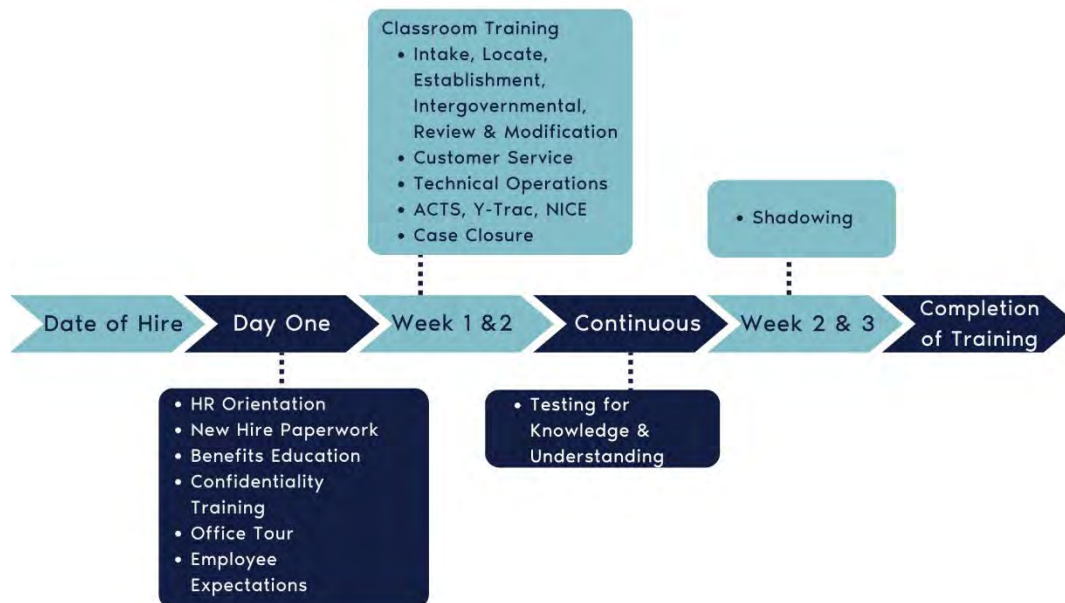 Classroom Training
• Intake, Locate,
Establishment,
Intergovernmental,
Review & Modification
• Customer Service
• Technical Operations
• ACTS, Y-Trac, NICE
• Case Closure
• Shadowing
Date of Hire
Day One
Week 1 &2
Continuous
Week 2 & 3
Completion
of Training
• HR Orientation
• New Hire Paperwork
• Benefits Education
• Confidentiality
Training
• Office Tour
• Employee
Expectations
• Testing for
Knowledge &
Understanding